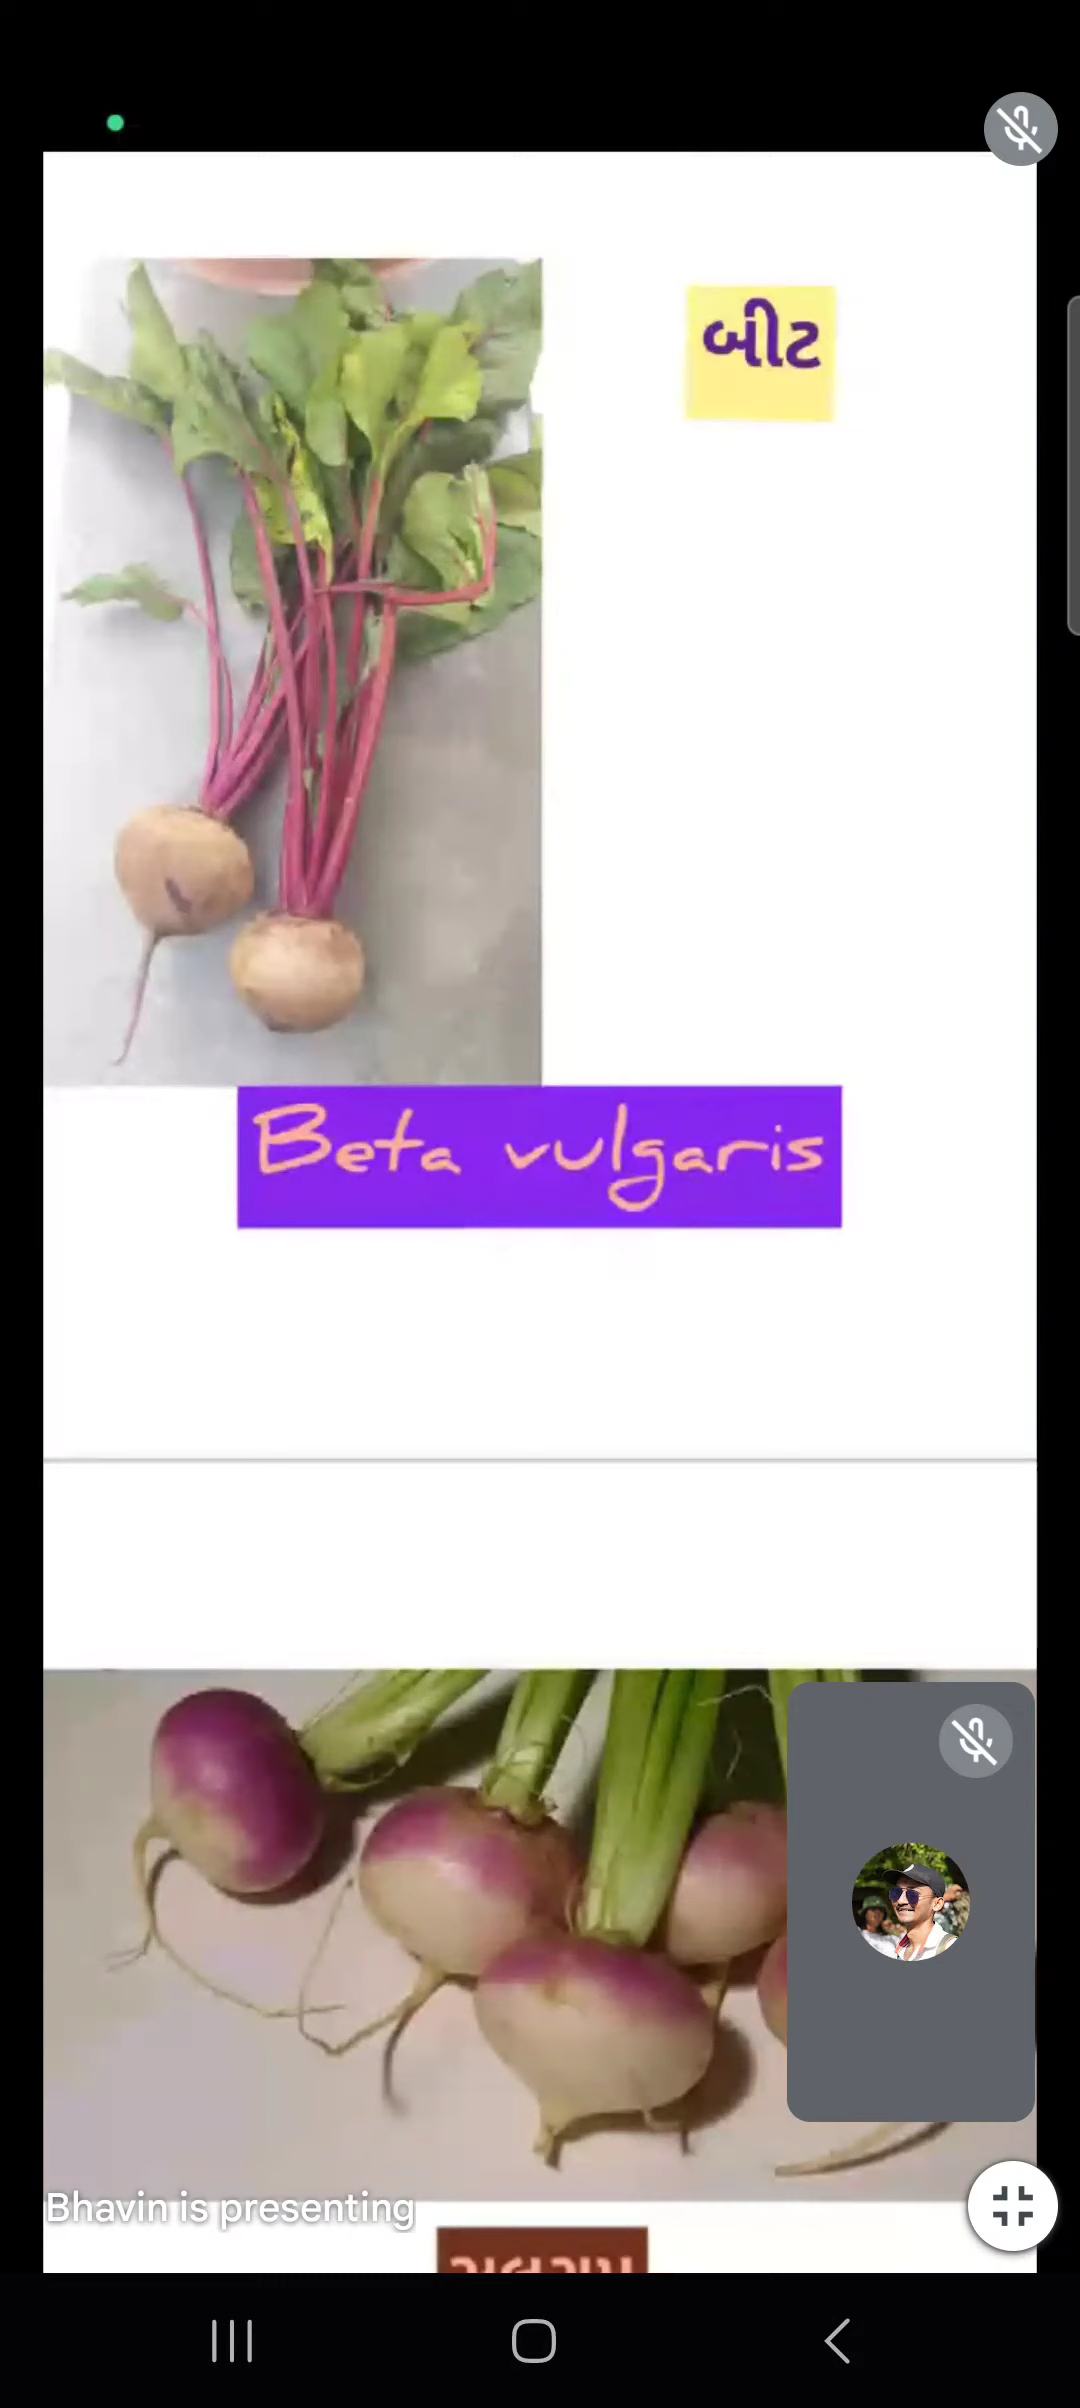 બીટ
Beta vulgaris
Bhavin is presenting